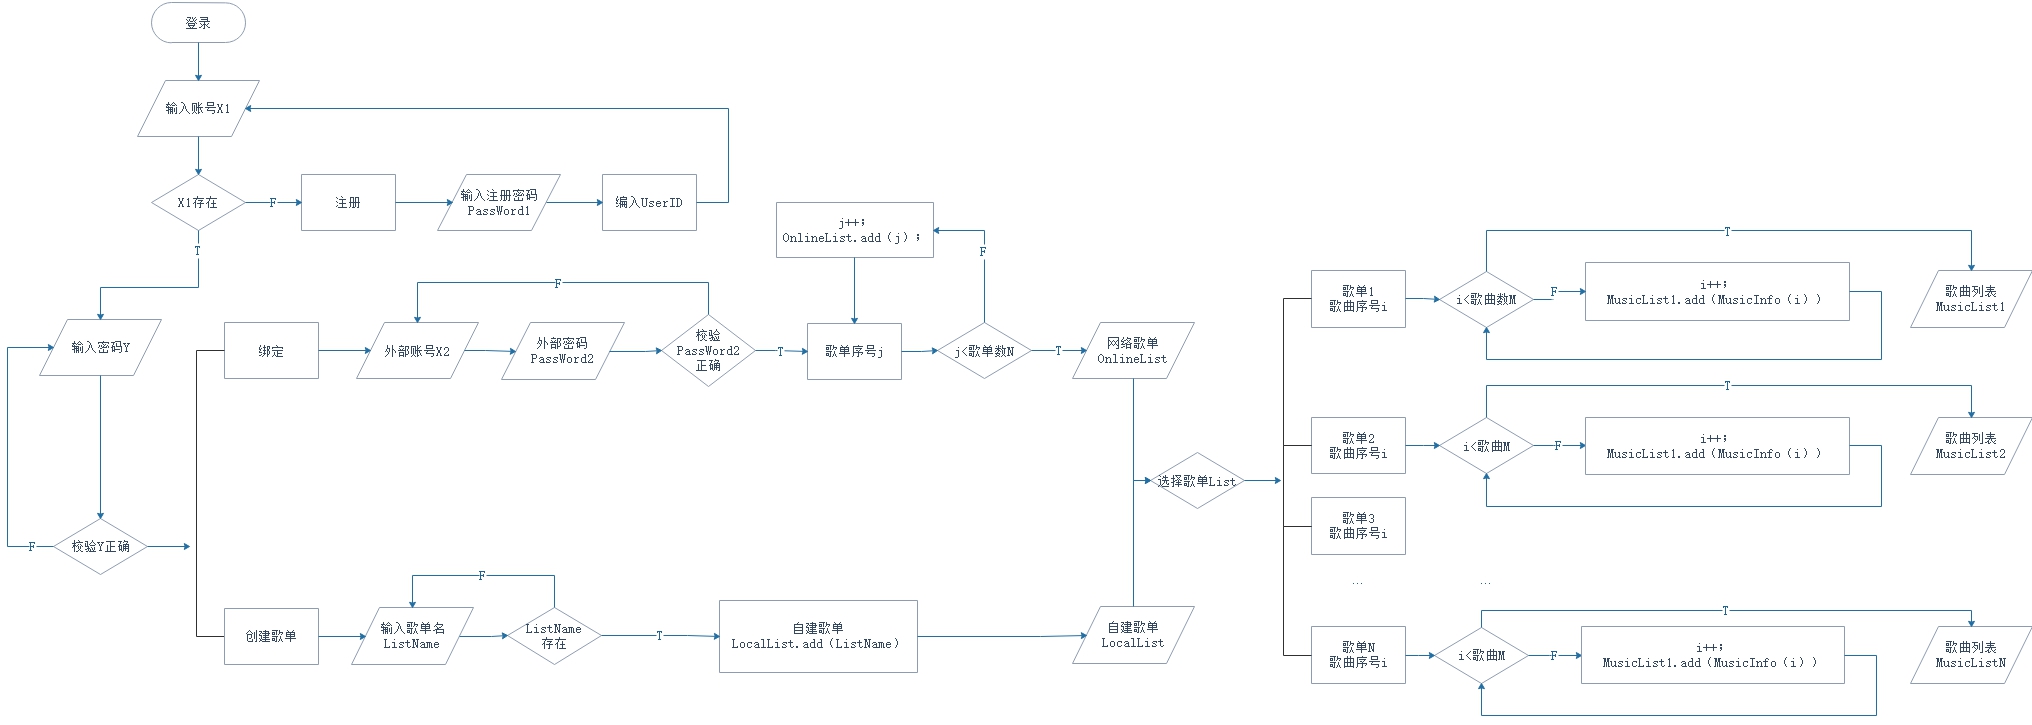 登录
输入账号X1
X1存在
F
注册
输入注册密码
PassWord1
编入UserID
T
输入密码Y
校验Y正确
F
绑定
外部账号X2
外部密码
PassWord2
F
校验
PassWord2
正确
T
j++;
OnlineList.add（j）;
歌单序号j
F
j<歌单数N
T
网络歌单
OnlineList
创建歌单
输入歌单名
ListName
F
ListName
存在
T
自建歌单
LocalList.add（ListName）
自建歌单
LocalList
选择歌单List
歌单1
歌曲序号i
i<歌曲数M
T
F
i++;
MusicList1.add（MusicInfo（i））
歌曲列表
MusicList1
歌单2
歌曲序号i
i<歌曲M
T
F
i++;
MusicList1.add（MusicInfo（i））
歌曲列表
MusicList2
歌单3
歌曲序号i
...
...
歌单N
歌曲序号i
i<歌曲M
T
F
i++;
MusicList1.add（MusicInfo（i））
歌曲列表
MusicListN